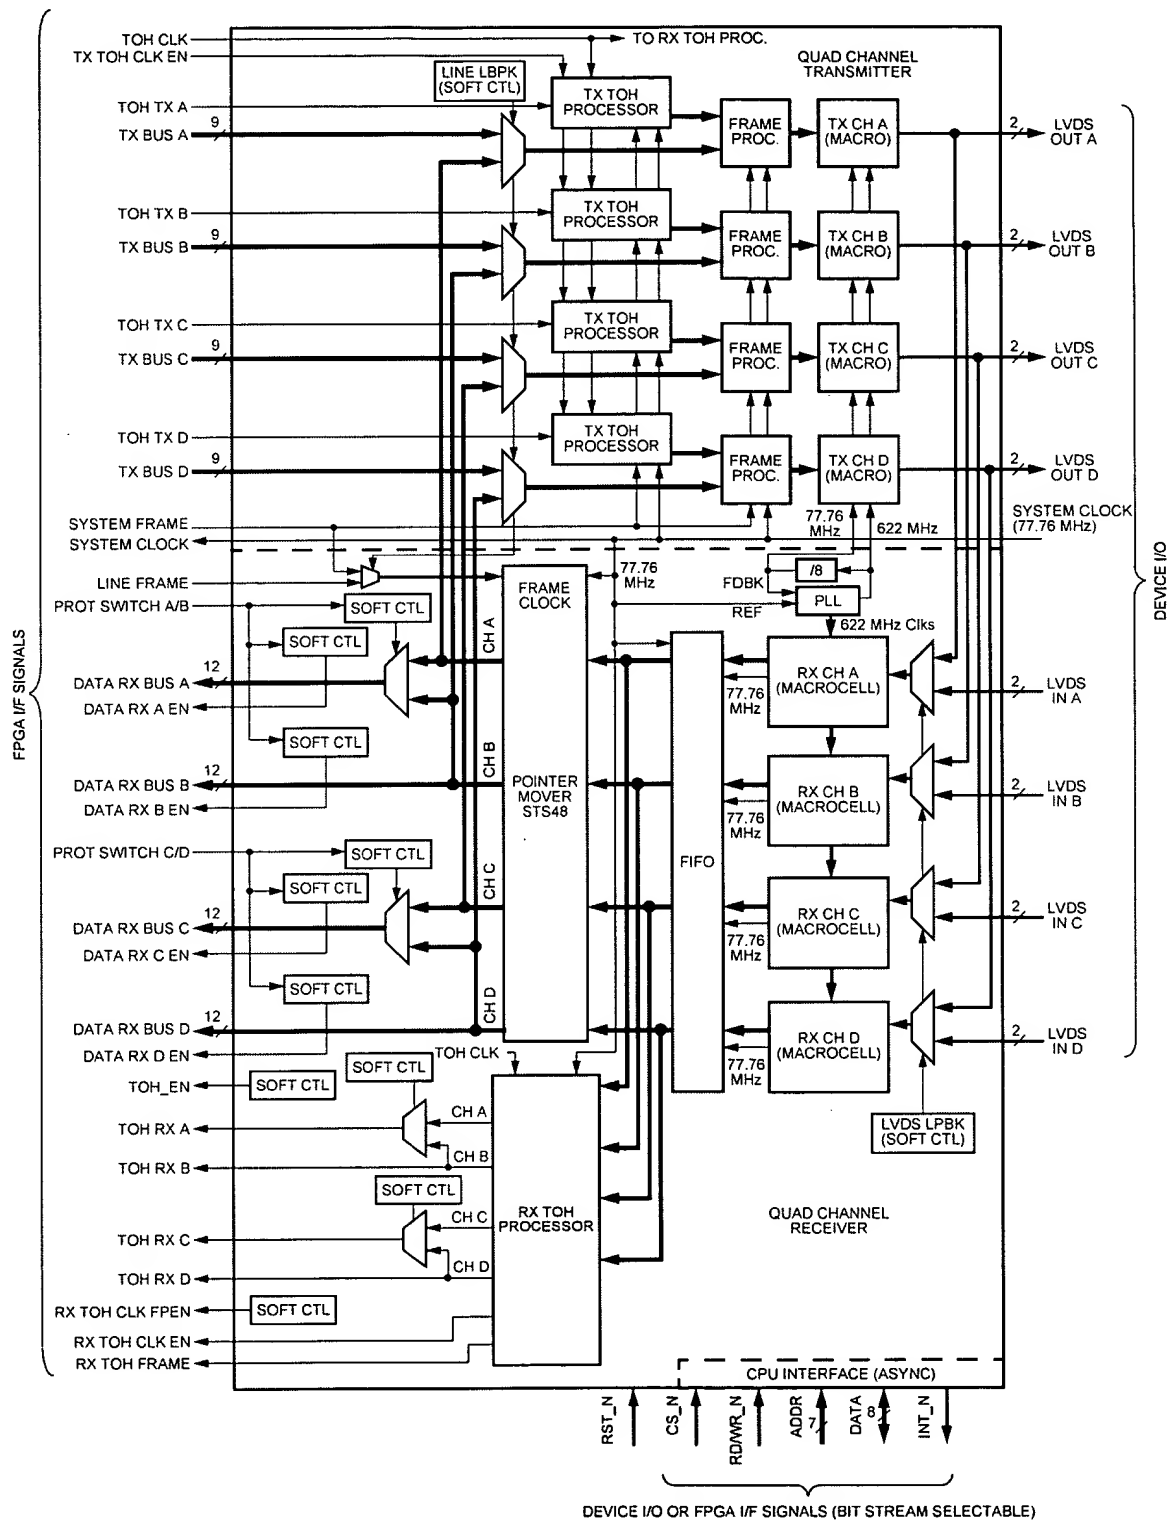 TOH CLK
TO RX TOH PROC.
TX TOH CLK EN
QUAD CHANNEL
TRANSMITTER
LINE LBPK
(SOFT CTL)
TX TOH
PROCESSOR
TOH TX A
TX BUS A
9
FRAME
PROC.
TX CH A
(MACRO)
2
LVDS
OUT A
TX TOH
PROCESSOR
TOH TX B
TX BUS B
9
FRAME
PROC.
TX CH B
(MACRO)
2
LVDS
OUT B
TX TOH
PROCESSOR
TOH TX C
TX BUS C
9
FRAME
PROC.
TX CH C
(MACRO)
2
LVDS
OUT C
TX TOH
PROCESSOR
TOH TX D
TX BUS D
9
FRAME
PROC.
TX CH D
(MACRO)
2
LVDS
OUT D
SYSTEM FRAME
SYSTEM CLOCK
77.76
MHz
622 MHz
SYSTEM CLOCK
(77.76 MHz)
DEVICE I/O
FPGA I/F SIGNALS
LINE FRAME
FRAME
CLOCK
77.76
MHz
FDBK
/8
REF
PLL
622 MHz Clks
PROT SWITCH A/B
SOFT CTL
SOFT CTL
12
DATA RX BUS A
DATA RX A EN
SOFT CTL
12
DATA RX BUS B
DATA RX B EN
PROT SWITCH C/D
SOFT CTL
SOFT CTL
12
DATA RX BUS C
DATA RX C EN
SOFT CTL
12
DATA RX BUS D
DATA RX D EN
CH A
CH B
CH C
CH D
POINTER
MOVER
STS48
FIFO
77.76
MHz
RX CH A
(MACROCELL)
2
LVDS
IN A
77.76
MHz
RX CH B
(MACROCELL)
2
LVDS
IN B
77.76
MHz
RX CH C
(MACROCELL)
2
LVDS
IN C
77.76
MHz
RX CH D
(MACROCELL)
2
LVDS
IN D
LVDS LPBK
(SOFT CTL)
TOH CLK
SOFT CTL
TOH_EN
SOFT CTL
TOH RX A
CH A
TOH RX B
CH B
SOFT CTL
TOH RX C
CH C
TOH RX D
CH D
RX TOH
PROCESSOR
QUAD CHANNEL
RECEIVER
RX TOH CLK FPEN
SOFT CTL
RX TOH CLK EN
RX TOH FRAME
CPU INTERFACE (ASYNC)
RST_N
CS_N
RD/WR_N
ADDR
7
DATA
8
INT_N
DEVICE I/O OR FPGA I/F SIGNALS (BIT STREAM SELECTABLE)